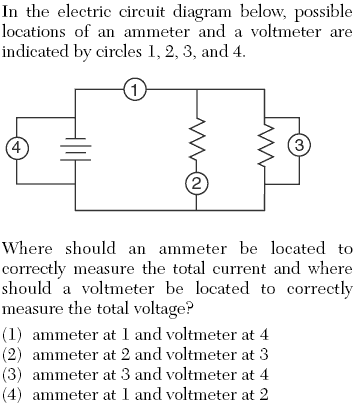 In the electric circuit diagram below, possible
locations of an ammeter and a voltmeter are
indicated by circles 1, 2, 3, and 4.
1
4
3
2
Where should an ammeter be located to
correctly measure the total current and where
should a voltmeter be located to correctly
measure the total voltage?
(1) ammeter at 1 and voltmeter at 4
(2) ammeter at 2 and voltmeter at 3
(3) ammeter at 3 and voltmeter at 4
(4) ammeter at 1 and voltmeter at 2